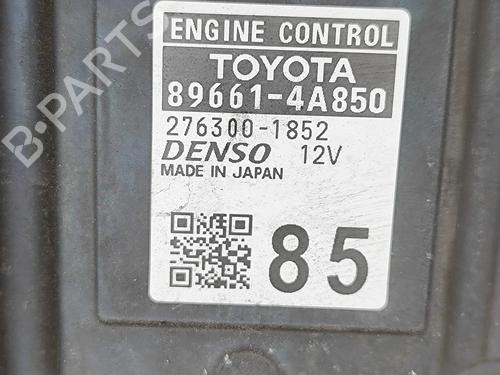 B-PARTS
ENGINE CONTROL
TOYOTA
89661-4A850
276300-1852
DENSO 12V
MADE IN JAPAN
85